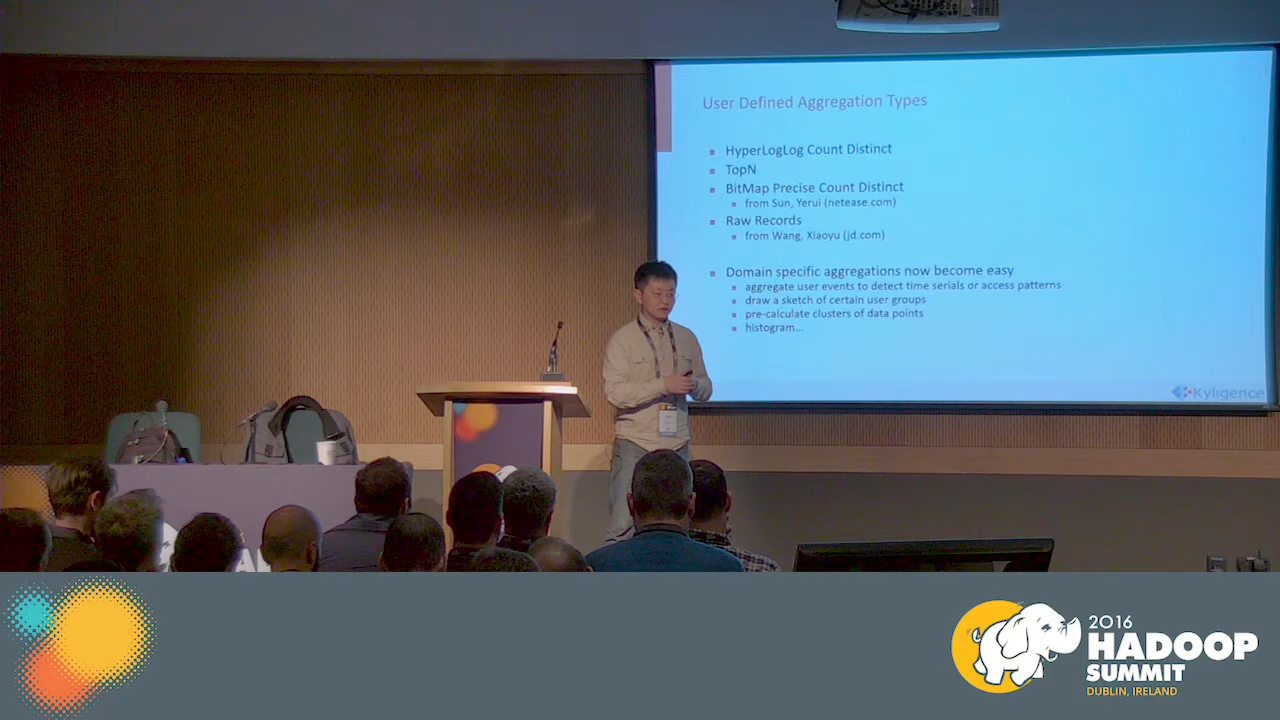 User Defined Aggregation Types
HyperLogLog Count Distinct
TopN
BitMap Precise Count Distinct
from Sun, Yerui (netease.com)
Raw Records
from Wang, Xiaoyu (jd.com)
Domain specific aggregations now become easy
aggregate user events to detect time serials or access patterns
draw a sketch of certain user groups
pre-calculate clusters of data points
histogram...
Kyligence
2016
HADOOP
SUMMIT
DUBLIN, IRELAND